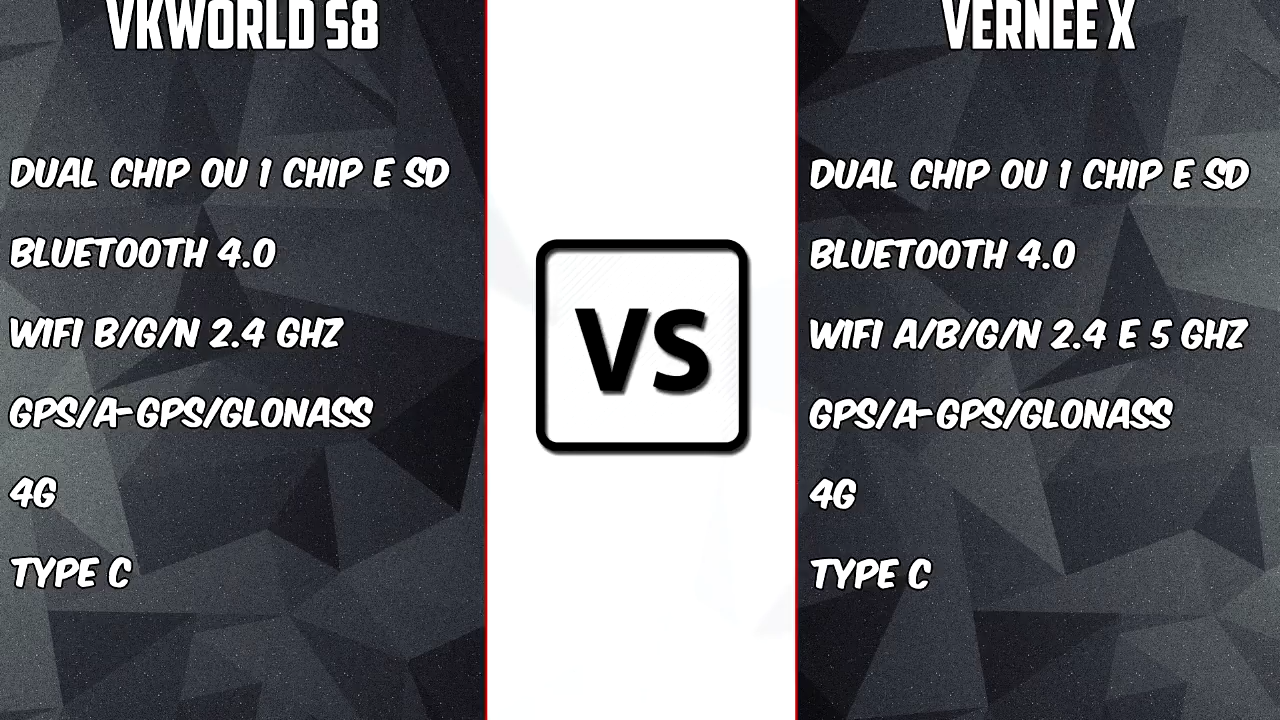 VKWORLD S8
DUAL CHIP OU 1 CHIP E SD
BLUETOOTH 4.0
WIFI B/G/N 2.4 GHZ
GPS/A-GPS/GLONASS
4G
TYPE C
VS
VERNEE X
DUAL CHIP OU 1 CHIP E SD
BLUETOOTH 4.0
WIFI A/B/G/N 2.4 E 5 GHZ
GPS/A-GPS/GLONASS
4G
TYPE C